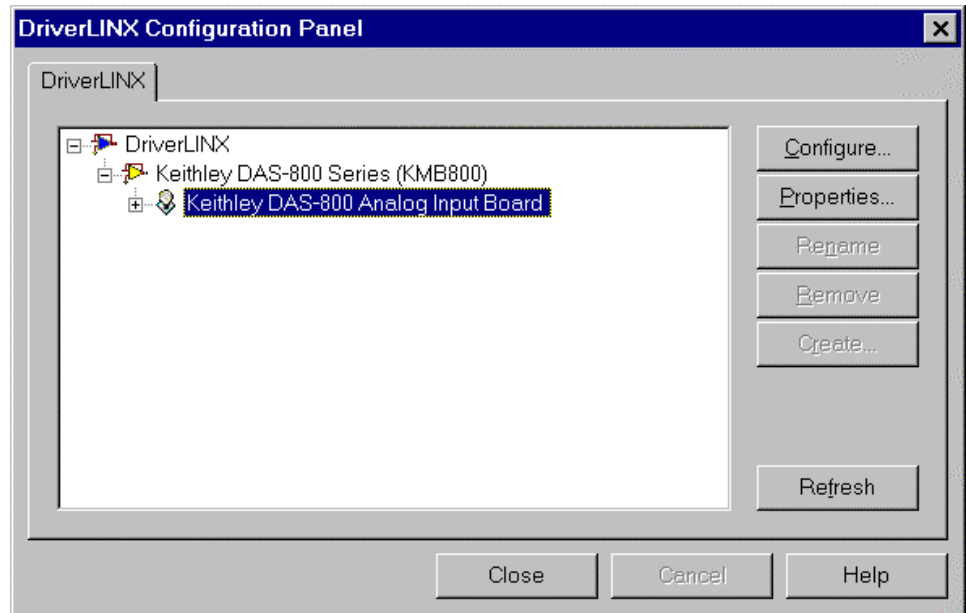 DriverLINX Configuration Panel
DriverLINX
DriverLINX
Keithley DAS-800 Series (KMB800)
Keithley DAS-800 Analog Input Board
Configure...
Properties...
Rename
Remove
Create...
Refresh
Close
Cancel
Help